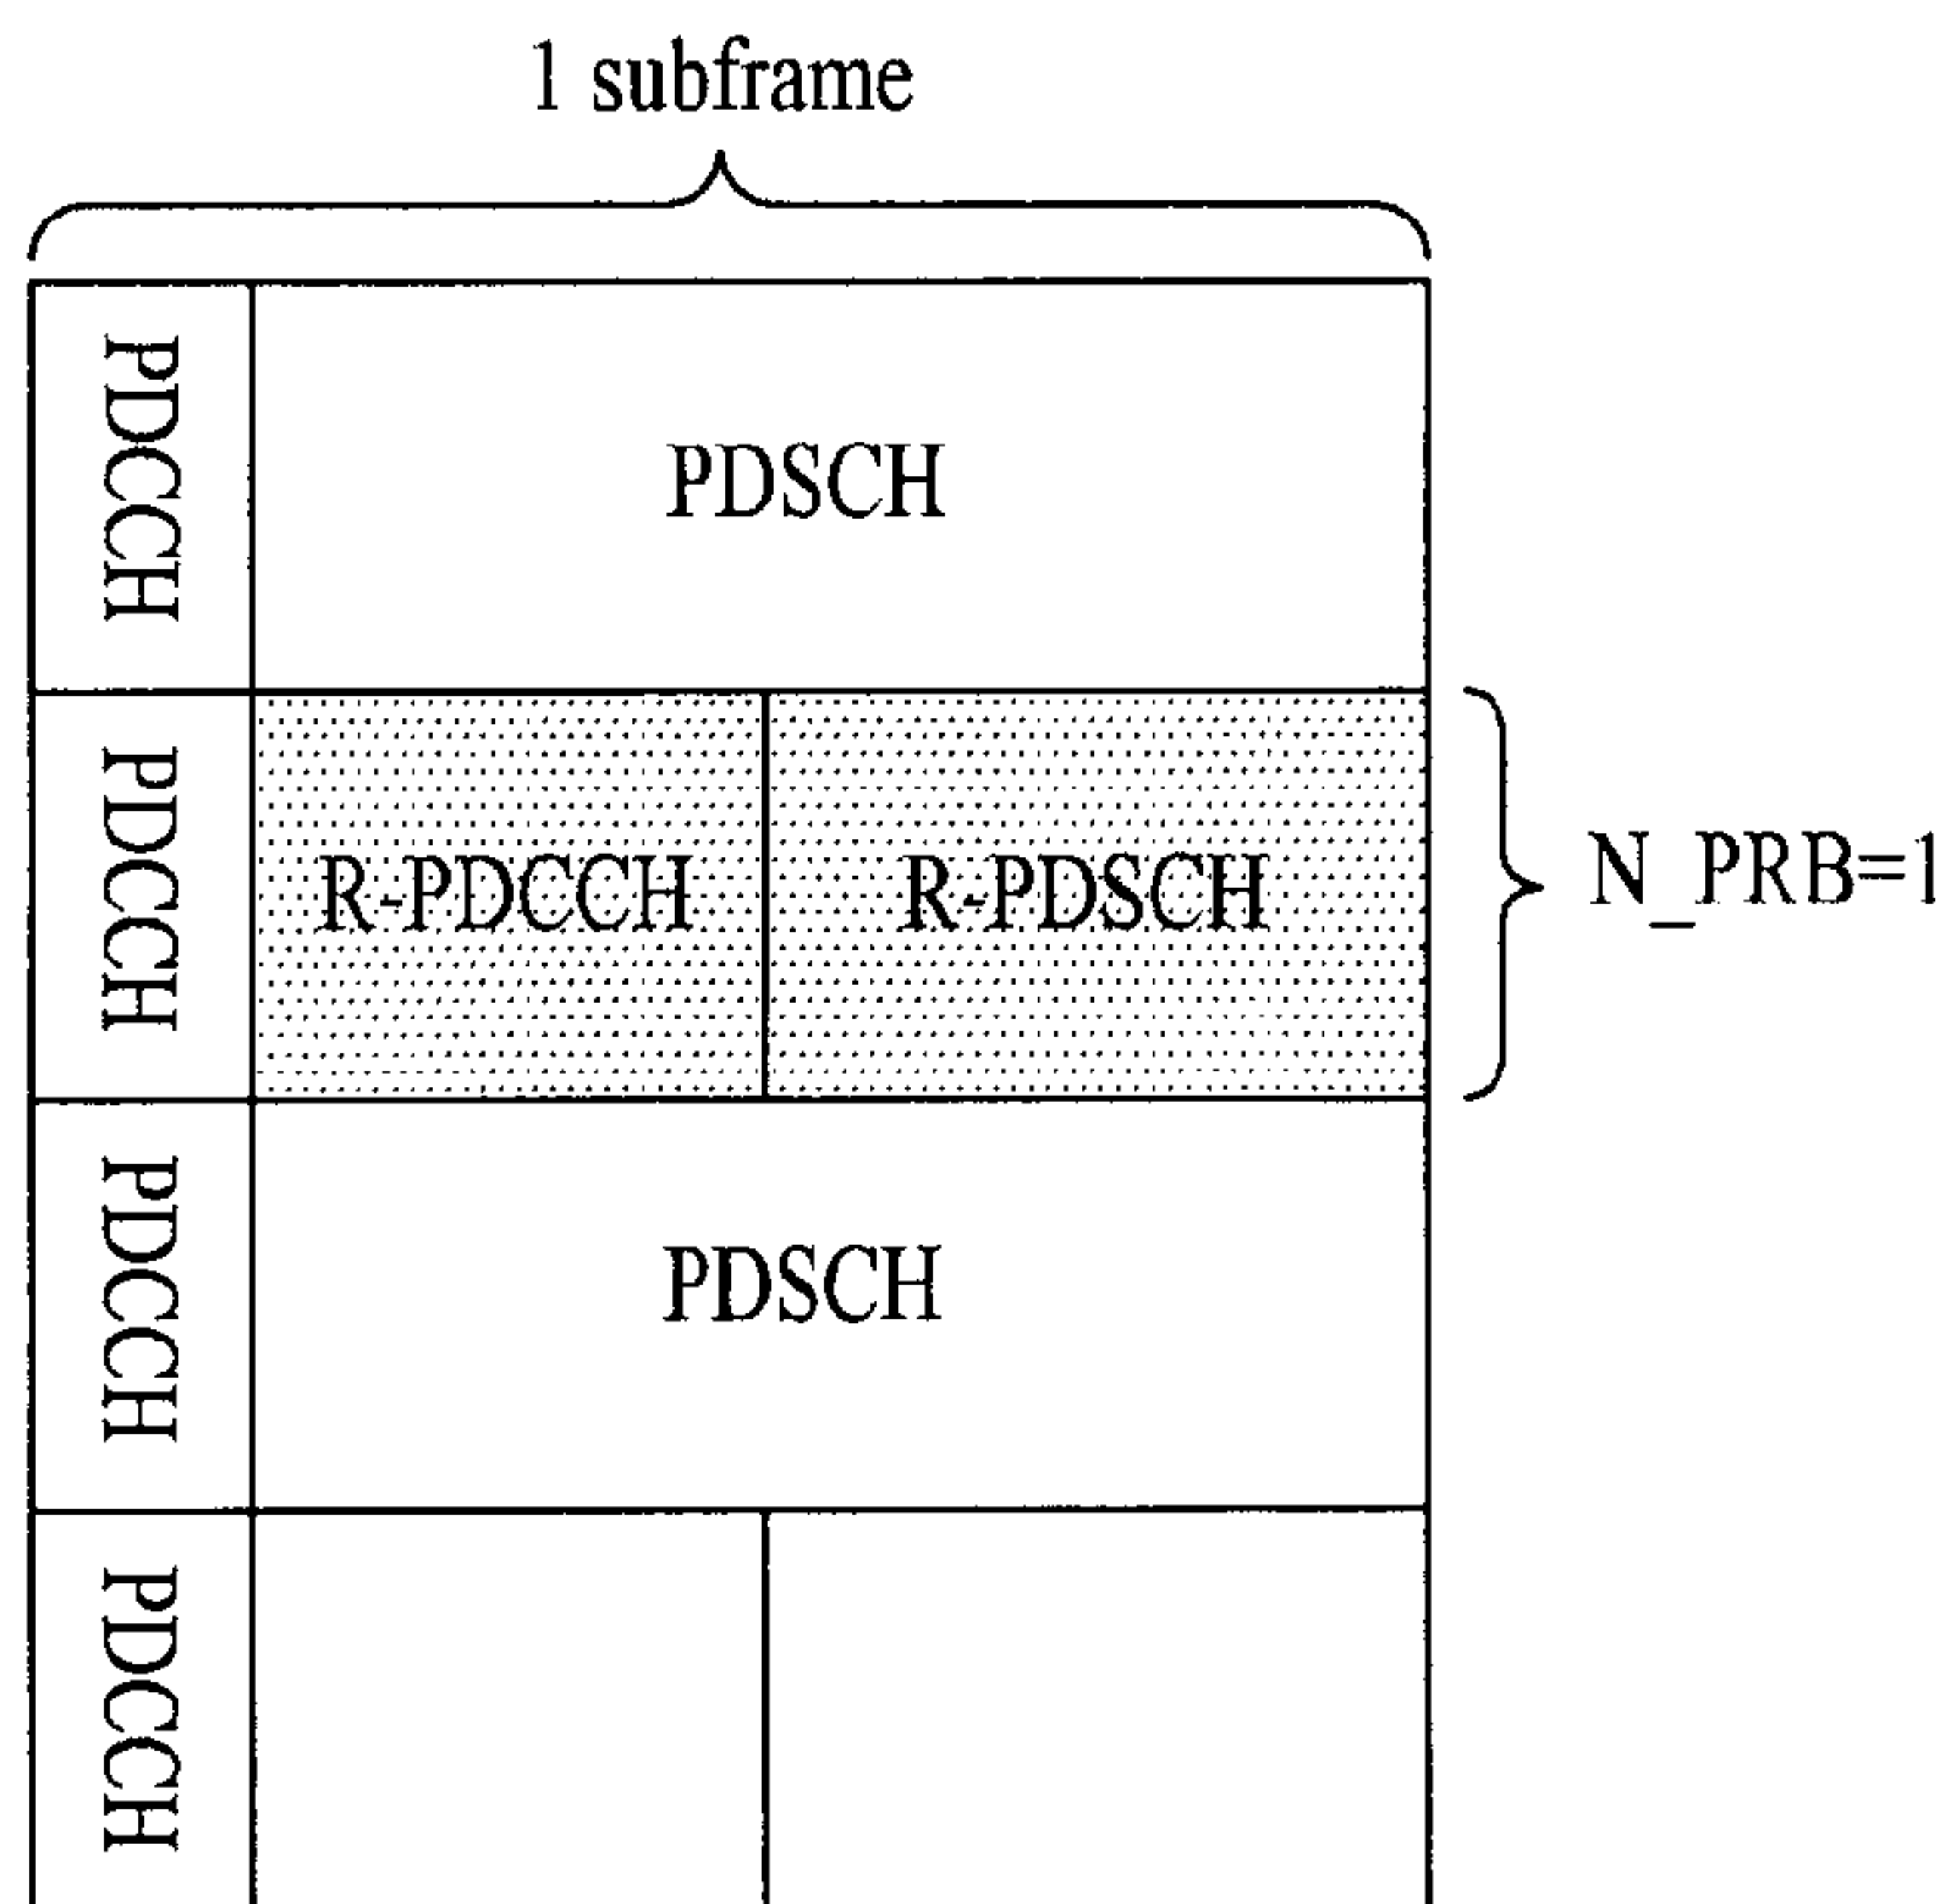 1 subframe
PDCCH
PDSCH
PDCCH
R-PDCCH
R-PDSCH
N_PRB=1
PDCCH
PDSCH
PDCCH